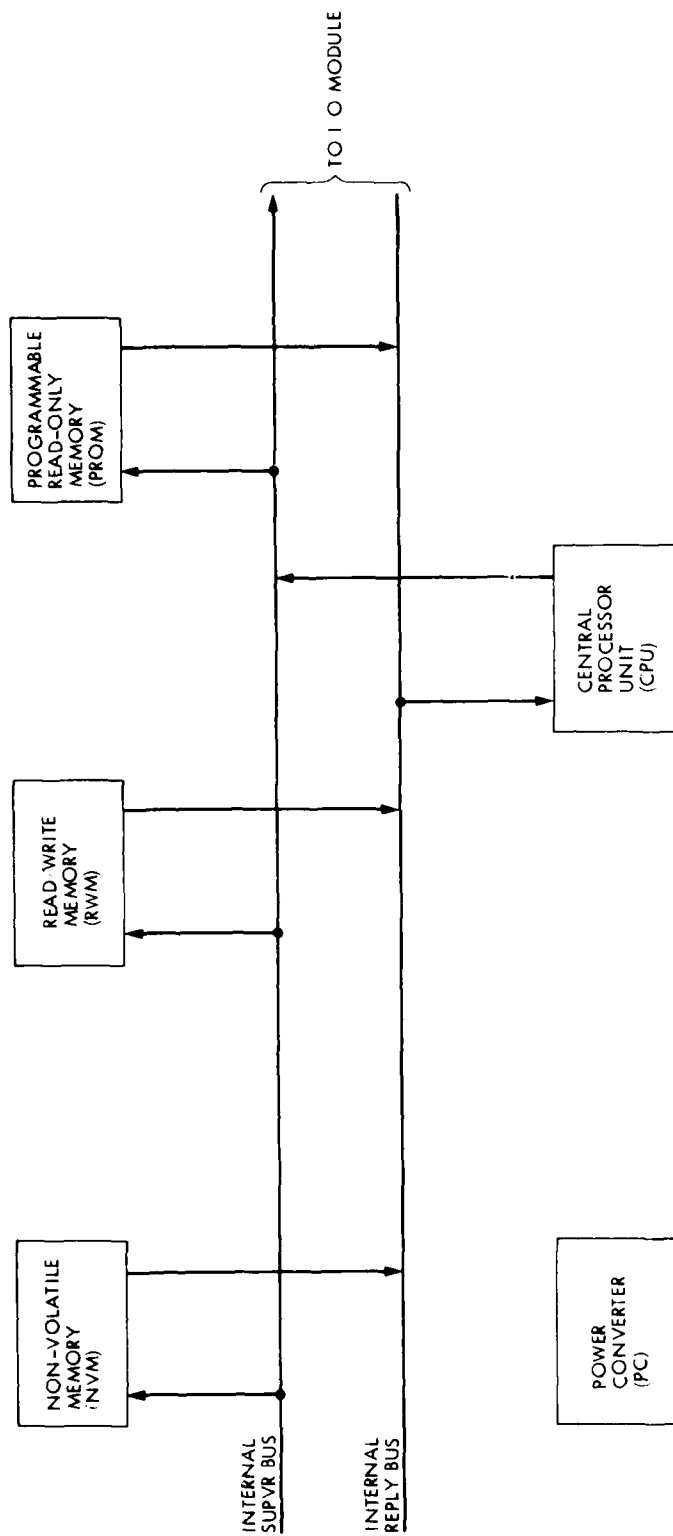 NON-VOLATILE
MEMORY
(NVM)
READ-WRITE
MEMORY
(RWM)
PROGRAMMABLE
READ-ONLY
MEMORY
(PROM)
INTERNAL
SUPVR BUS
INTERNAL
REPLY BUS
TO I O MODULE
POWER
CONVERTER
(PC)
CENTRAL
PROCESSOR
UNIT
(CPU)